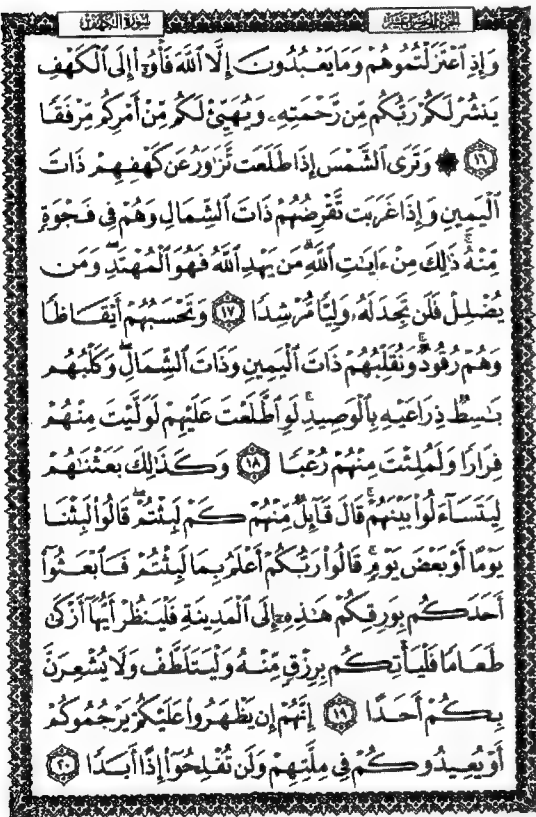 سورة الكهف
الجزء الخامس عشر
وَإِذِ ٱعْتَزَلْتُمُوهُمْ وَمَا يَعْبُدُونَ إِلَّا ٱللَّهَ فَأْوُۥٓا۟ إِلَى ٱلْكَهْفِ
يَنشُرْ لَكُمْ رَبُّكُم مِّن رَّحْمَتِهِۦ وَيُهَيِّئْ لَكُم مِّنْ أَمْرِكُم مِّرْفَقًا
﴿١٦﴾ ۞ وَتَرَى ٱلشَّمْسَ إِذَا طَلَعَت تَّزَٰوَرُ عَن كَهْفِهِمْ ذَاتَ
ٱلْيَمِينِ وَإِذَا غَرَبَت تَّقْرِضُهُمْ ذَاتَ ٱلشِّمَالِ وَهُمْ فِى فَجْوَةٍ
مِّنْهُ ۚ ذَٰلِكَ مِنْ ءَايَٰتِ ٱللَّهِ ۗ مَن يَهْدِ ٱللَّهُ فَهُوَ ٱلْمُهْتَدِ ۖ وَمَن
يُضْلِلْ فَلَن تَجِدَ لَهُۥ وَلِيًّا مُّرْشِدًا ﴿١٧﴾ وَتَحْسَبُهُمْ أَيْقَاظًا
وَهُمْ رُقُودٌ ۚ وَنُقَلِّبُهُمْ ذَاتَ ٱلْيَمِينِ وَذَاتَ ٱلشِّمَالِ ۖ وَكَلْبُهُم
بَٰسِطٌ ذِرَاعَيْهِ بِٱلْوَصِيدِ ۚ لَوِ ٱطَّلَعْتَ عَلَيْهِمْ لَوَلَّيْتَ مِنْهُمْ
فِرَارًا وَلَمُلِئْتَ مِنْهُمْ رُعْبًا ﴿١٨﴾ وَكَذَٰلِكَ بَعَثْنَٰهُمْ
لِيَتَسَآءَلُوا۟ بَيْنَهُمْ ۚ قَالَ قَآئِلٌ مِّنْهُمْ كَمْ لَبِثْتُمْ ۖ قَالُوا۟ لَبِثْنَا
يَوْمًا أَوْ بَعْضَ يَوْمٍ ۚ قَالُوا۟ رَبُّكُمْ أَعْلَمُ بِمَا لَبِثْتُمْ فَٱبْعَثُوٓا۟
أَحَدَكُم بِوَرِقِكُمْ هَٰذِهِۦٓ إِلَى ٱلْمَدِينَةِ فَلْيَنظُرْ أَيُّهَآ أَزْكَىٰ
طَعَامًا فَلْيَأْتِكُم بِرِزْقٍ مِّنْهُ وَلْيَتَلَطَّفْ وَلَا يُشْعِرَنَّ
بِكُمْ أَحَدًا ﴿١٩﴾ إِنَّهُمْ إِن يَظْهَرُوا۟ عَلَيْكُمْ يَرْجُمُوكُمْ
أَوْ يُعِيدُوكُمْ فِى مِلَّتِهِمْ وَلَن تُفْلِحُوٓا۟ إِذًا أَبَدًا ﴿٢٠﴾